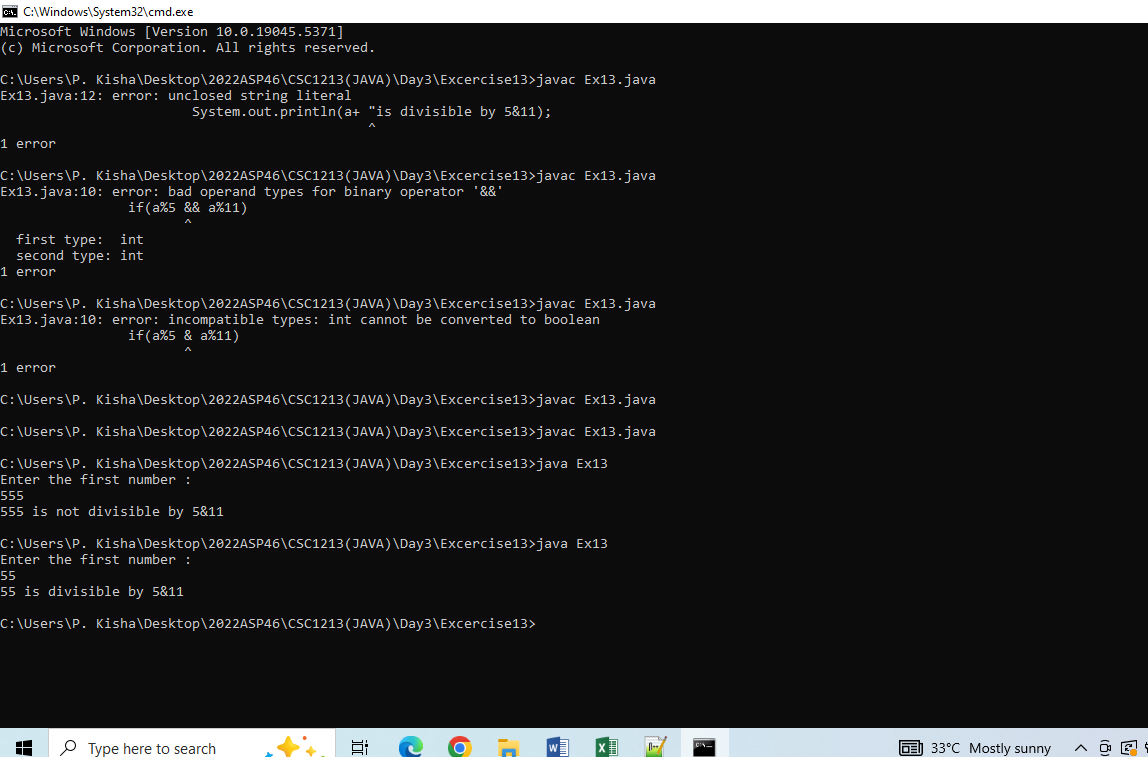 C:\Windows\System32\cmd.exe
Microsoft Windows [Version 10.0.19045.5371]
(c) Microsoft Corporation. All rights reserved.
C:\Users\P. Kisha\Desktop\2022ASP46\CSC1213(JAVA)\Day3\Excercise13>javac Ex13.java
Ex13.java:12: error: unclosed string literal
System.out.println(a+ "is divisible by 5&11);
^
1 error
C:\Users\P. Kisha\Desktop\2022ASP46\CSC1213(JAVA)\Day3\Excercise13>javac Ex13.java
Ex13.java:10: error: bad operand types for binary operator '&&'
if(a%5 && a%11)
^
first type:  int
second type: int
1 error
C:\Users\P. Kisha\Desktop\2022ASP46\CSC1213(JAVA)\Day3\Excercise13>javac Ex13.java
Ex13.java:10: error: incompatible types: int cannot be converted to boolean
if(a%5 & a%11)
^
1 error
C:\Users\P. Kisha\Desktop\2022ASP46\CSC1213(JAVA)\Day3\Excercise13>javac Ex13.java
C:\Users\P. Kisha\Desktop\2022ASP46\CSC1213(JAVA)\Day3\Excercise13>javac Ex13.java
C:\Users\P. Kisha\Desktop\2022ASP46\CSC1213(JAVA)\Day3\Excercise13>java Ex13
Enter the first number :
555
555 is not divisible by 5&11
C:\Users\P. Kisha\Desktop\2022ASP46\CSC1213(JAVA)\Day3\Excercise13>java Ex13
Enter the first number :
55
55 is divisible by 5&11
C:\Users\P. Kisha\Desktop\2022ASP46\CSC1213(JAVA)\Day3\Excercise13>
Type here to search
33°C Mostly sunny